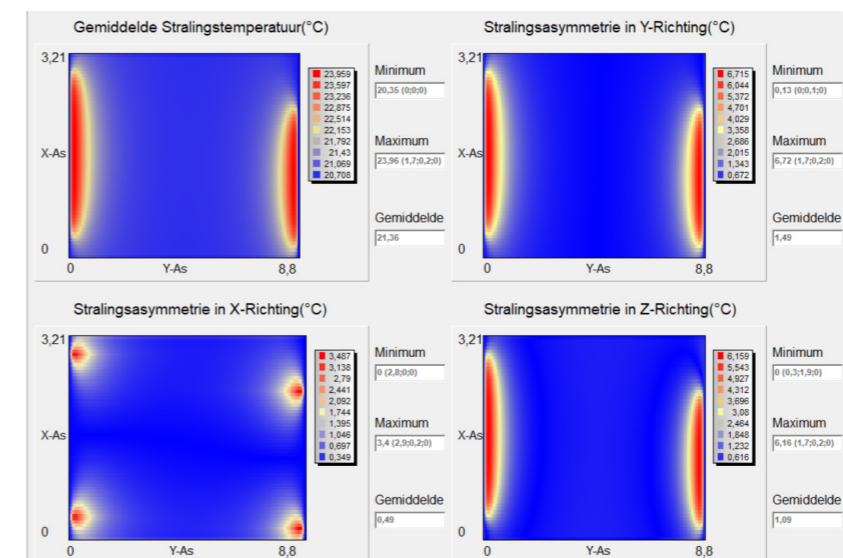 Gemiddelde Stralingstemperatuur(°C)
3,21
X-As
0
0
Y-As
8,8
23,959
23,597
23,236
22,875
22,514
22,153
21,792
21,43
21,069
20,708
Minimum
20,35 (0;0;0)
Maximum
23,96 (1,7;0,2;0)
Gemiddelde
21,36
Stralingsasymmetrie in Y-Richting(°C)
3,21
X-As
0
0
Y-As
8,8
6,715
6,044
5,372
4,701
4,029
3,358
2,686
2,015
1,343
0,672
Minimum
0,13 (0;0,1;0)
Maximum
6,72 (1,7;0,2;0)
Gemiddelde
1,49
Stralingsasymmetrie in X-Richting(°C)
3,21
X-As
0
0
Y-As
8,8
3,487
3,138
2,79
2,441
2,092
1,744
1,395
1,046
0,697
0,349
Minimum
0 (2,8;0;0)
Maximum
3,4 (2,9;0,2;0)
Gemiddelde
0,49
Stralingsasymmetrie in Z-Richting(°C)
3,21
X-As
0
0
Y-As
8,8
6,159
5,543
4,927
4,312
3,696
3,08
2,464
1,848
1,232
0,616
Minimum
0 (0,3;1,9;0)
Maximum
6,16 (1,7;0,2;0)
Gemiddelde
1,09